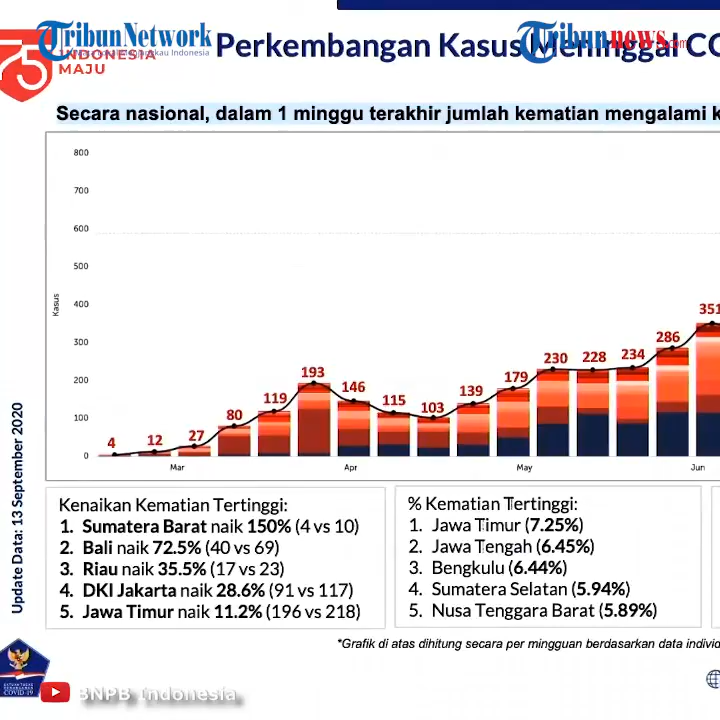 TribunNetwork
INDONESIA
MAJU
Perkembangan Kasus Meninggal CO
Tribunnews.com
Secara nasional, dalam 1 minggu terakhir jumlah kematian mengalami k
800
700
600
500
400
300
200
100
0
Kasus
4
12
27
80
119
193
146
115
103
139
179
230
228
234
286
351
Mar
Apr
May
Jun
Update Data: 13 September 2020
Kenaikan Kematian Tertinggi:
1. Sumatera Barat naik 150% (4 vs 10)
2. Bali naik 72.5% (40 vs 69)
3. Riau naik 35.5% (17 vs 23)
4. DKI Jakarta naik 28.6% (91 vs 117)
5. Jawa Timur naik 11.2% (196 vs 218)
% Kematian Tertinggi:
1. Jawa Timur (7.25%)
2. Jawa Tengah (6.45%)
3. Bengkulu (6.44%)
4. Sumatera Selatan (5.94%)
5. Nusa Tenggara Barat (5.89%)
*Grafik di atas dihitung secara per mingguan berdasarkan data individ
COVID-19
BNPB Indonesia